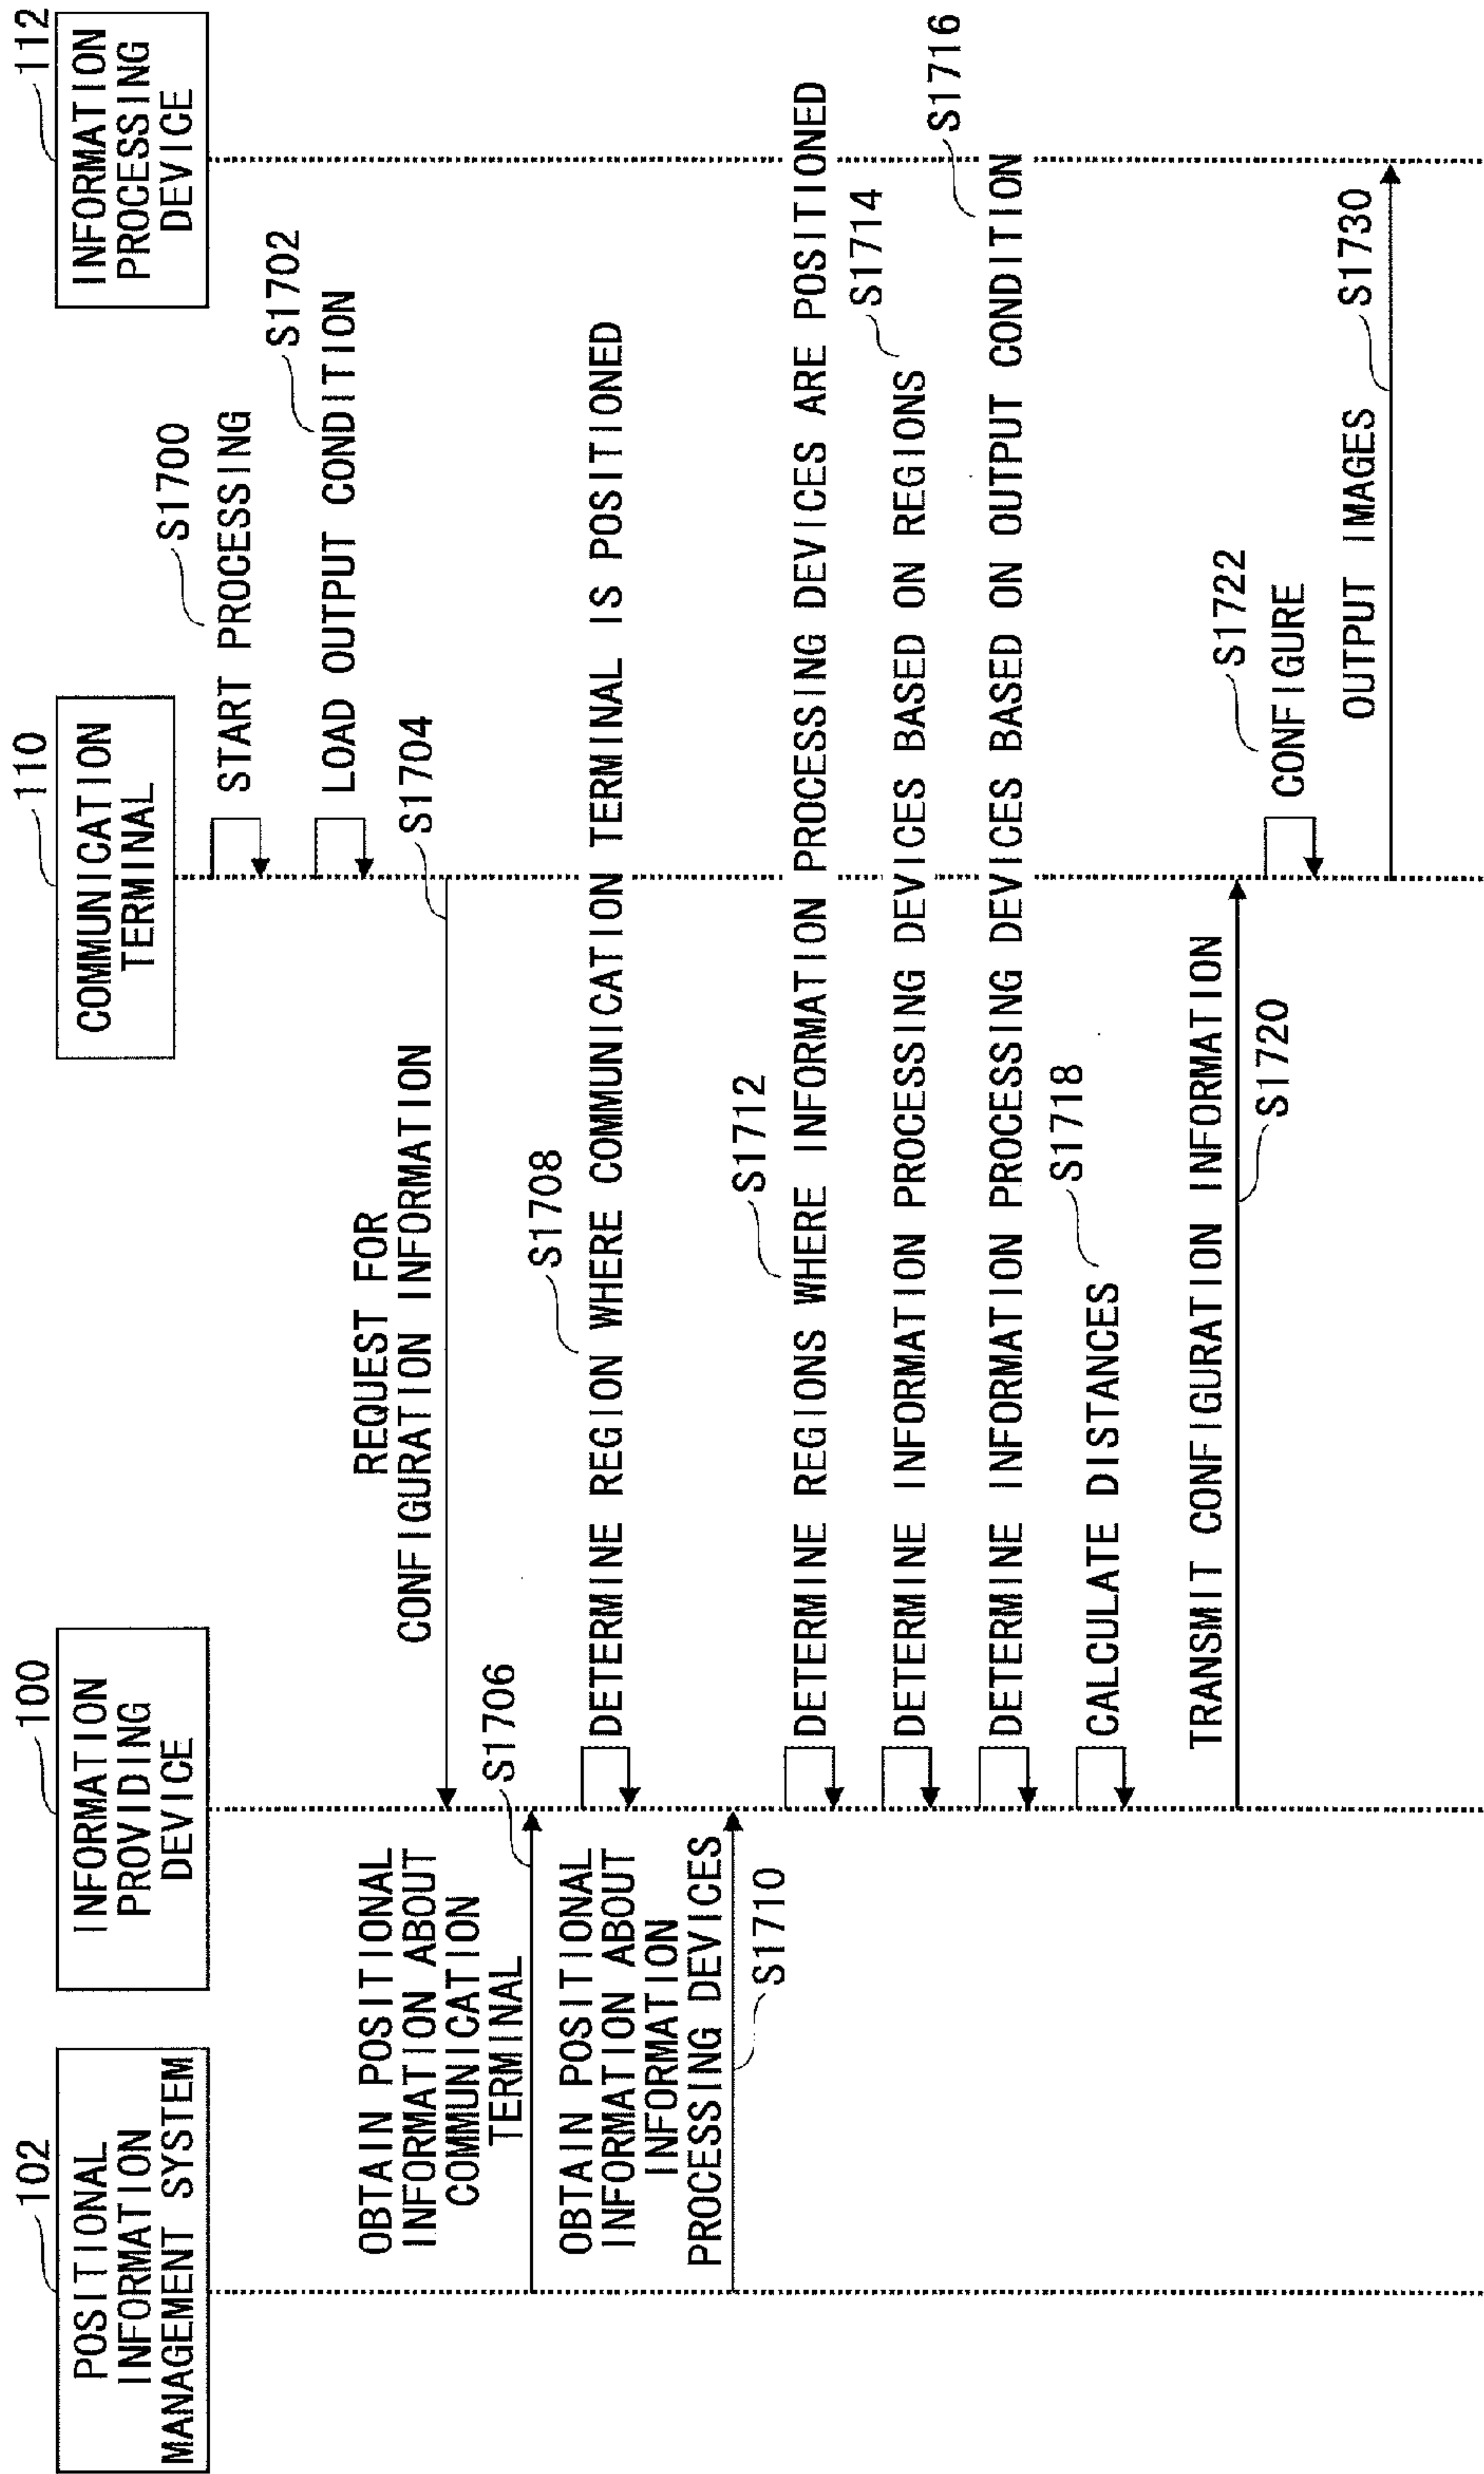 102
POSITIONAL
INFORMATION
MANAGEMENT SYSTEM
100
INFORMATION
PROVIDING
DEVICE
110
COMMUNICATION
TERMINAL
112
INFORMATION
PROCESSING
DEVICE
S1700
START PROCESSING
S1702
LOAD OUTPUT CONDITION
REQUEST FOR
CONFIGURATION INFORMATION
S1704
OBTAIN POSITIONAL
INFORMATION ABOUT
COMMUNICATION
TERMINAL
S1706
S1708
DETERMINE REGION WHERE COMMUNICATION TERMINAL IS POSITIONED
OBTAIN POSITIONAL
INFORMATION ABOUT
INFORMATION
PROCESSING DEVICES
S1710
S1712
DETERMINE REGIONS WHERE INFORMATION PROCESSING DEVICES ARE POSITIONED
S1714
DETERMINE INFORMATION PROCESSING DEVICES BASED ON REGIONS
S1716
DETERMINE INFORMATION PROCESSING DEVICES BASED ON OUTPUT CONDITION
S1718
CALCULATE DISTANCES
TRANSMIT CONFIGURATION INFORMATION
S1720
S1722
CONFIGURE
OUTPUT IMAGES
S1730